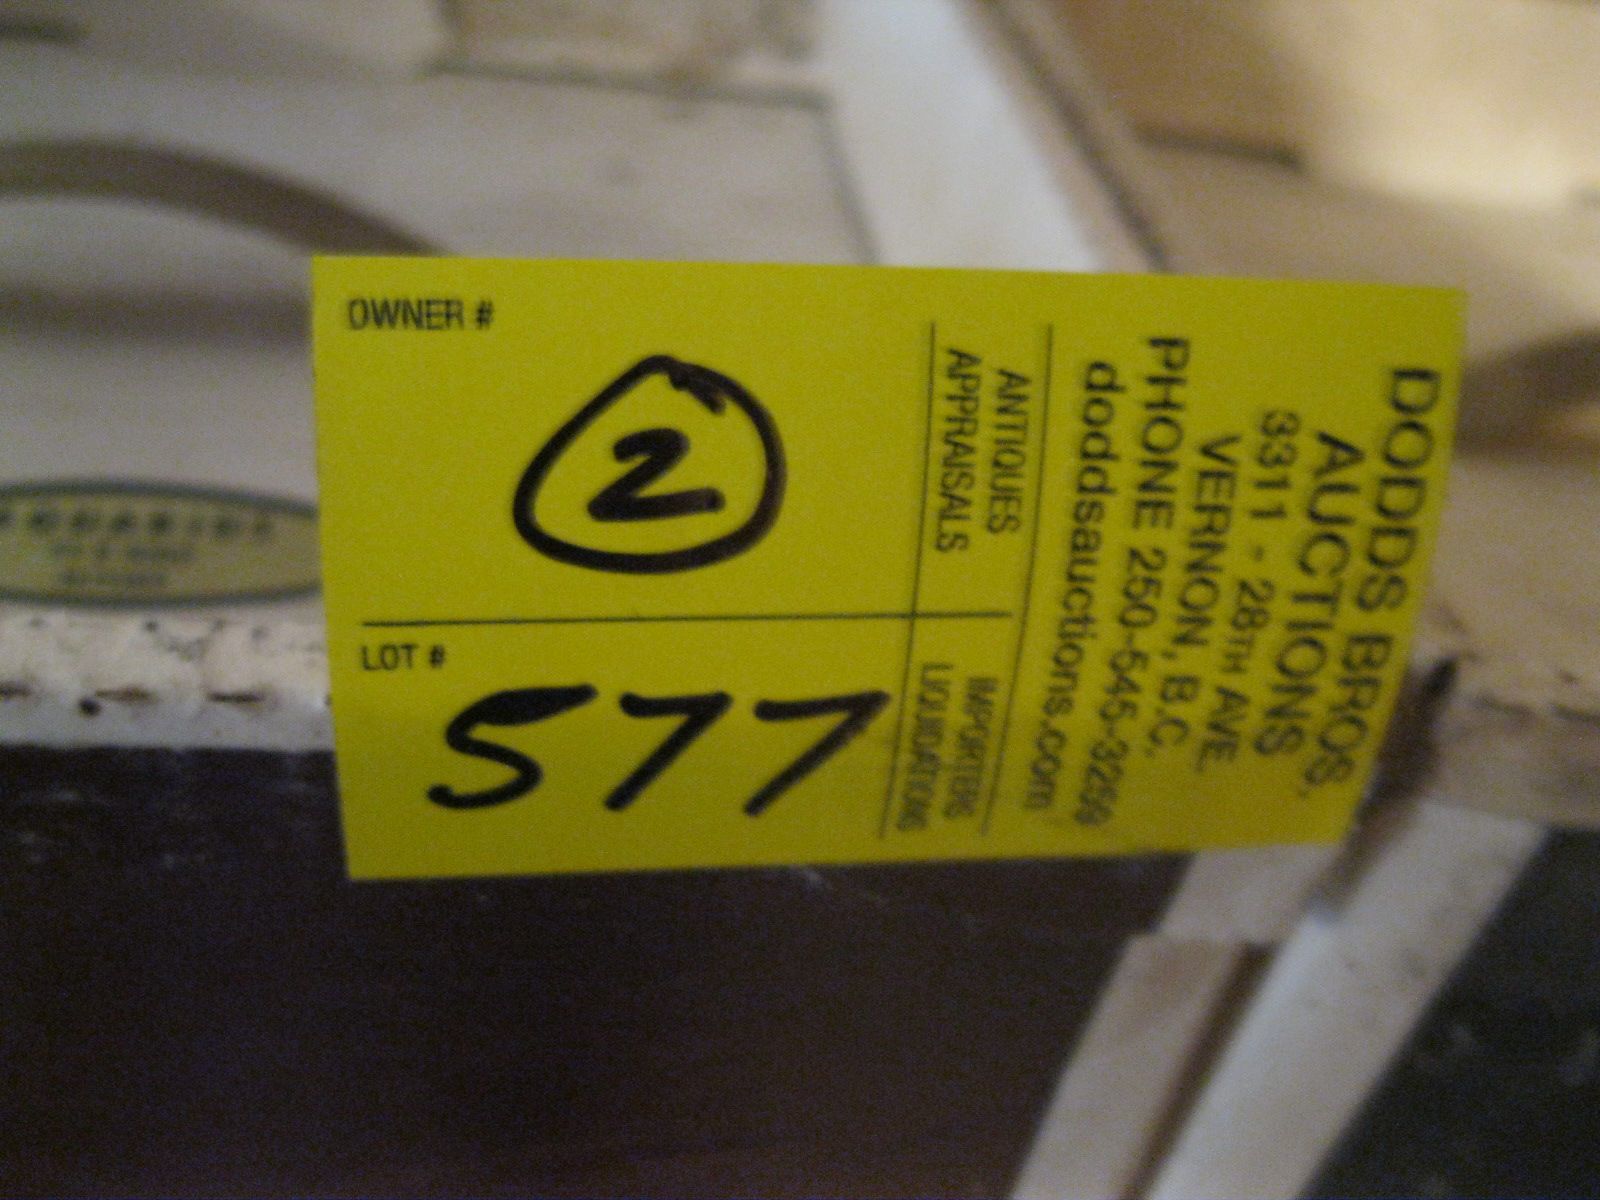 OWNER #
2
LOT #
577
ANTIQUES
APPRAISALS
IMPORTERS
LIQUIDATIONS
DODDS BROS.
AUCTIONS
3311 - 28TH AVE.
VERNON, B.C.
PHONE 250-545-3259
doddsauctions.com